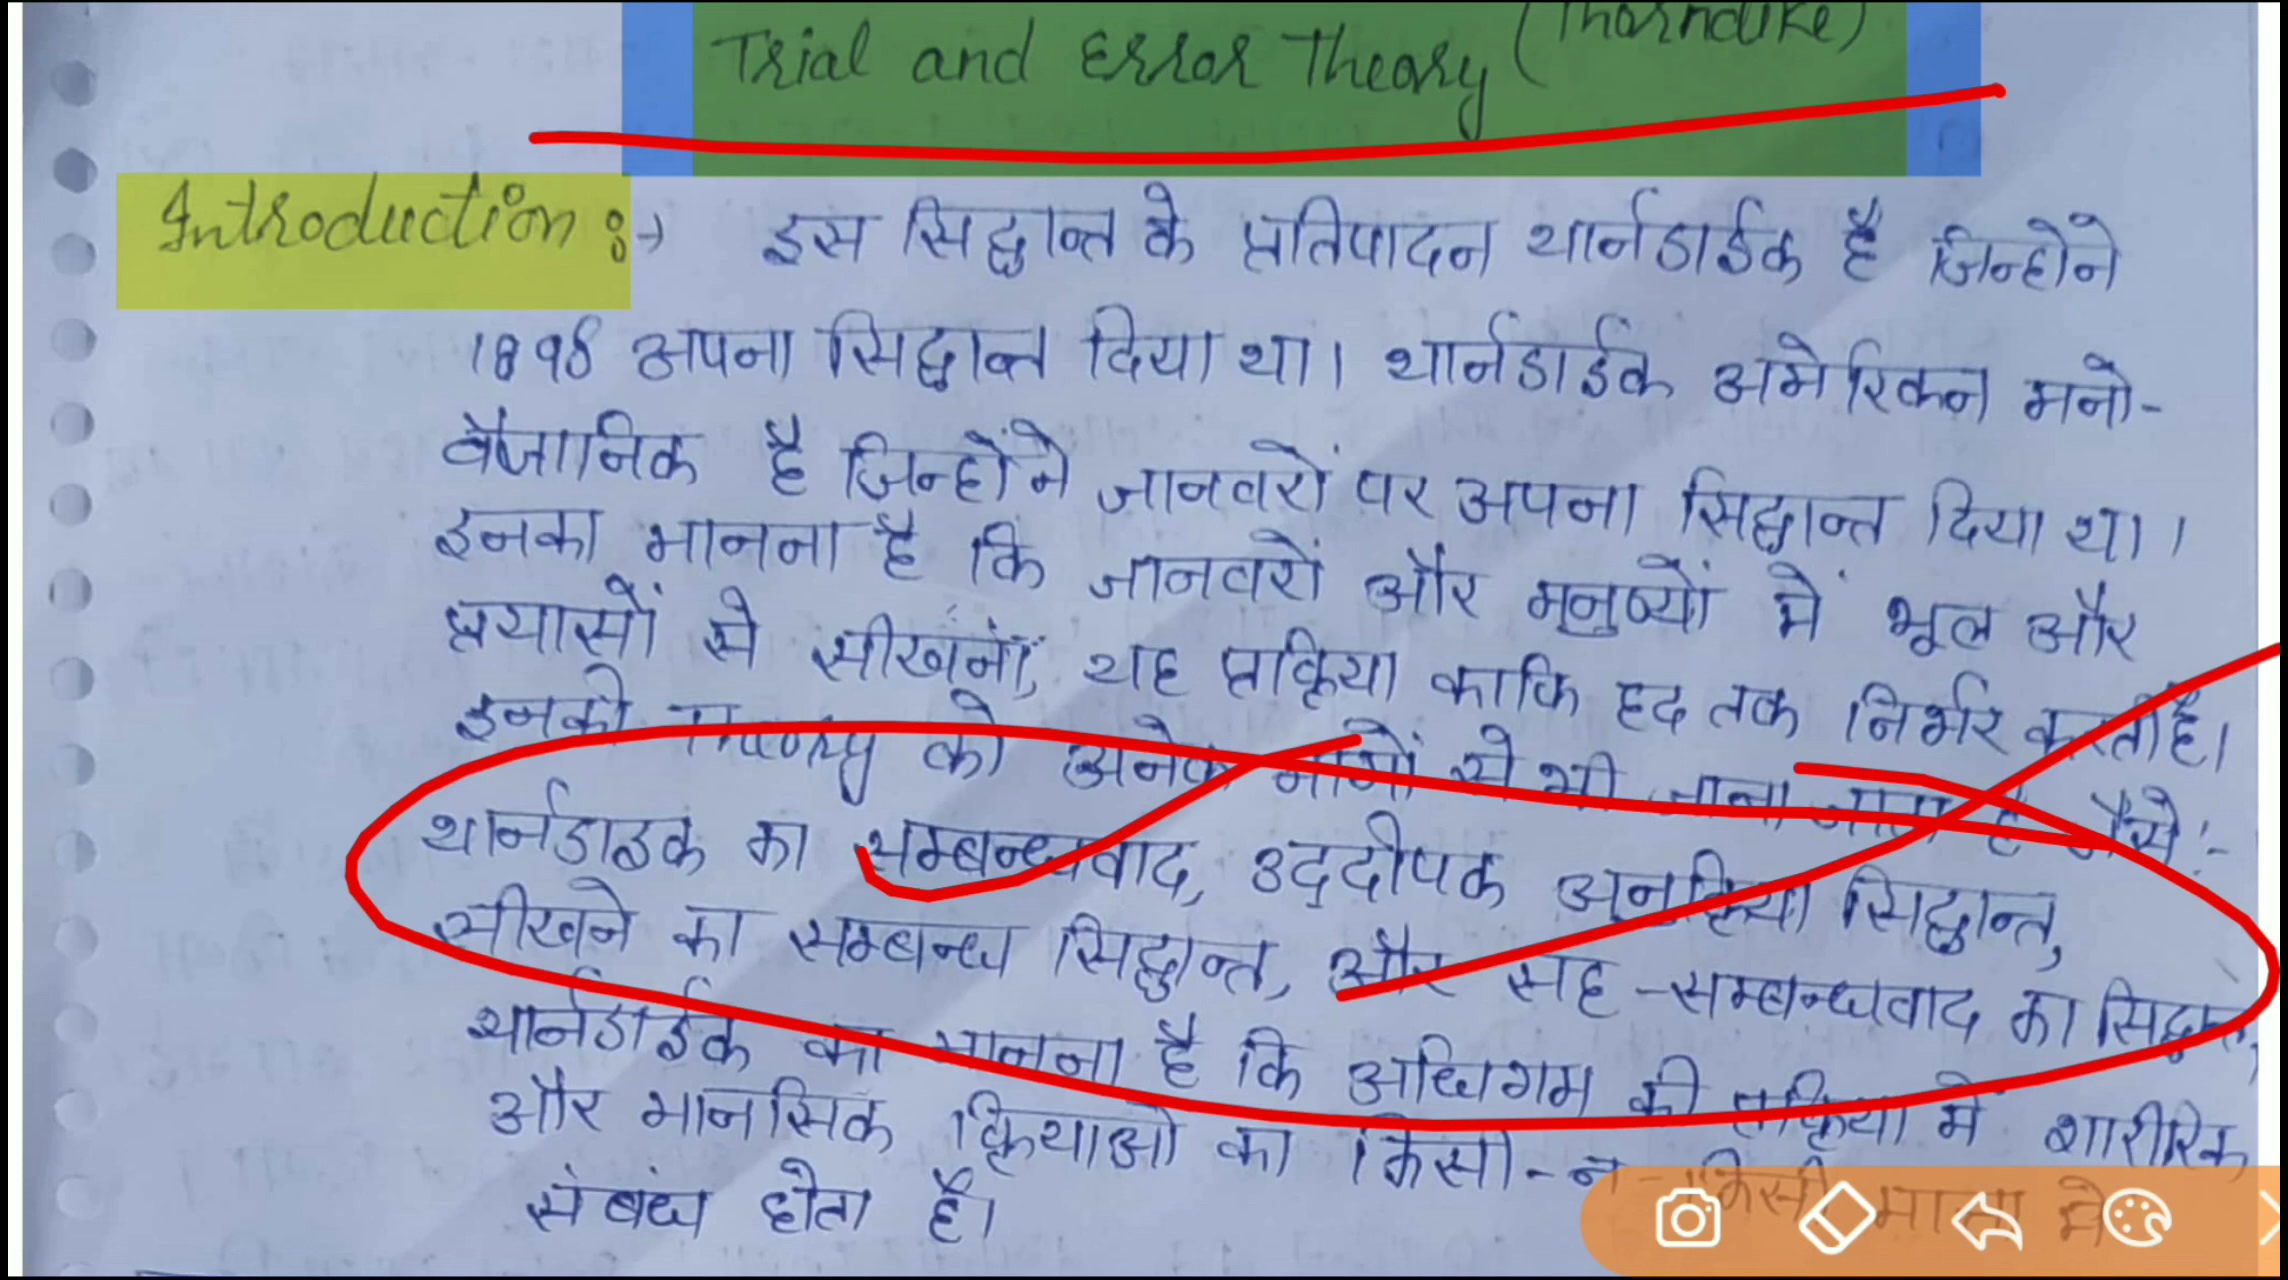 Trial and Error Theory (Thorndike)
Introduction :→ इस सिद्धान्त के प्रतिपादन थार्नडाईक है जिन्होने
1898 अपना सिद्धान्त दिया था। थार्नडाईक अमेरिकन मनो-
वैज्ञानिक है जिन्होंने जानवरों पर अपना सिद्धान्त दिया था।
इनका मानना है कि जानवरों और मनुष्यों में भूल और
प्रयासों से सीखनां, यह प्रक्रिया काफि हद तक निर्भर करती है।
इनकी Theory को अनेक नामों से भी जाना जाता है जैसे:-
थार्नडाइक का सम्बन्धवाद, उद्दीपक अनुक्रिया सिद्धान्त,
सीखने का सम्बन्ध सिद्धान्त, और सह-सम्बन्धवाद का सिद्धान्त,
थार्नडाईक का मानना है कि अधिगम की प्रक्रिया में शारीरिक
और मानसिक क्रियाओ का किसी-न-किसी मात्रा में
संबंध होता है।